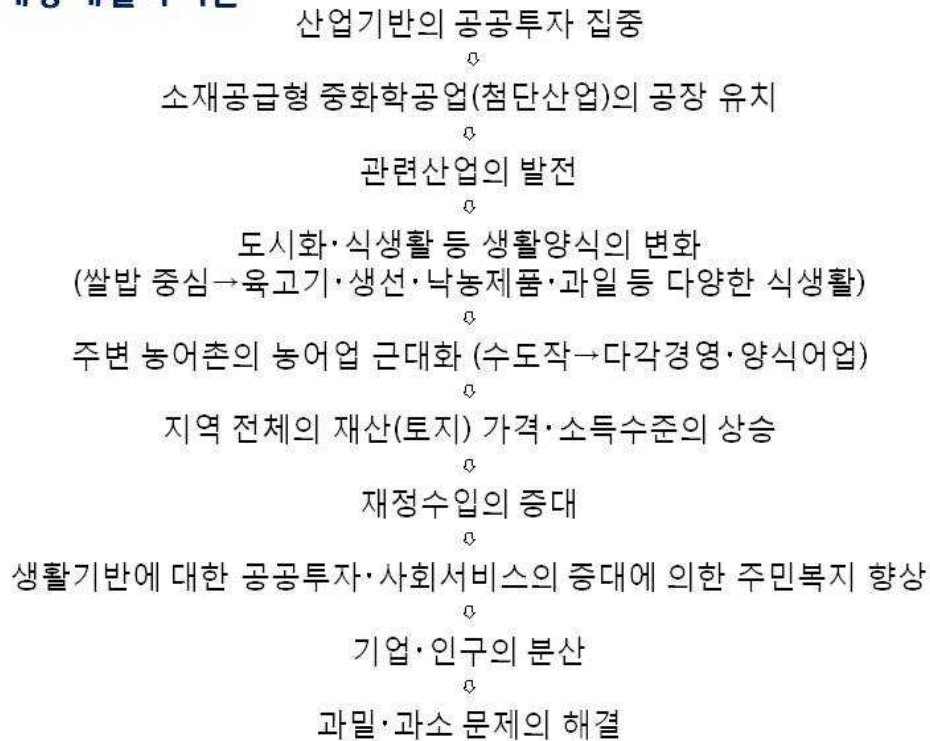 산업기반의 공공투자 집중
⇩
소재공급형 중화학공업(첨단산업)의 공장 유치
⇩
관련산업의 발전
⇩
도시화·식생활 등 생활양식의 변화
(쌀밥 중심→육고기·생선·낙농제품·과일 등 다양한 식생활)
⇩
주변 농어촌의 농어업 근대화 (수도작→다각경영·양식어업)
⇩
지역 전체의 재산(토지) 가격·소득수준의 상승
⇩
재정수입의 증대
⇩
생활기반에 대한 공공투자·사회서비스의 증대에 의한 주민복지 향상
⇩
기업·인구의 분산
⇩
과밀·과소 문제의 해결